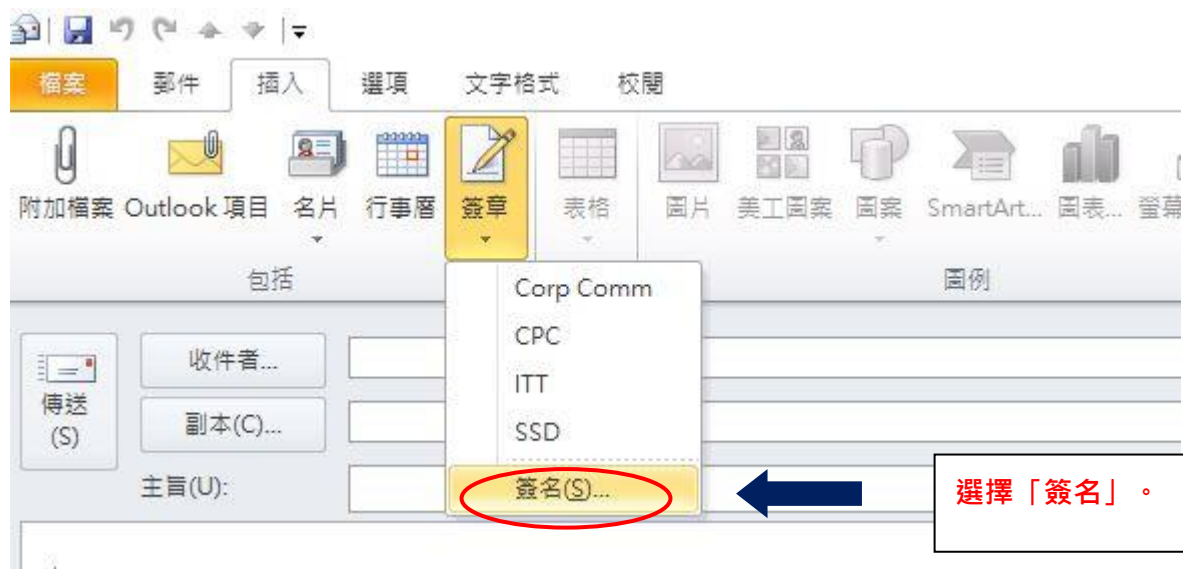 檔案 郵件 插入 選項 文字格式 校閱
附加檔案 Outlook 項目 名片 行事曆 簽章 表格 圖片 美工圖案 圖案 SmartArt... 圖表... 螢幕
包括 圖例
Corp Comm
CPC
ITT
SSD
簽名(S)...
收件者...
傳送
(S)
副本(C)...
主旨(U):
選擇「簽名」。